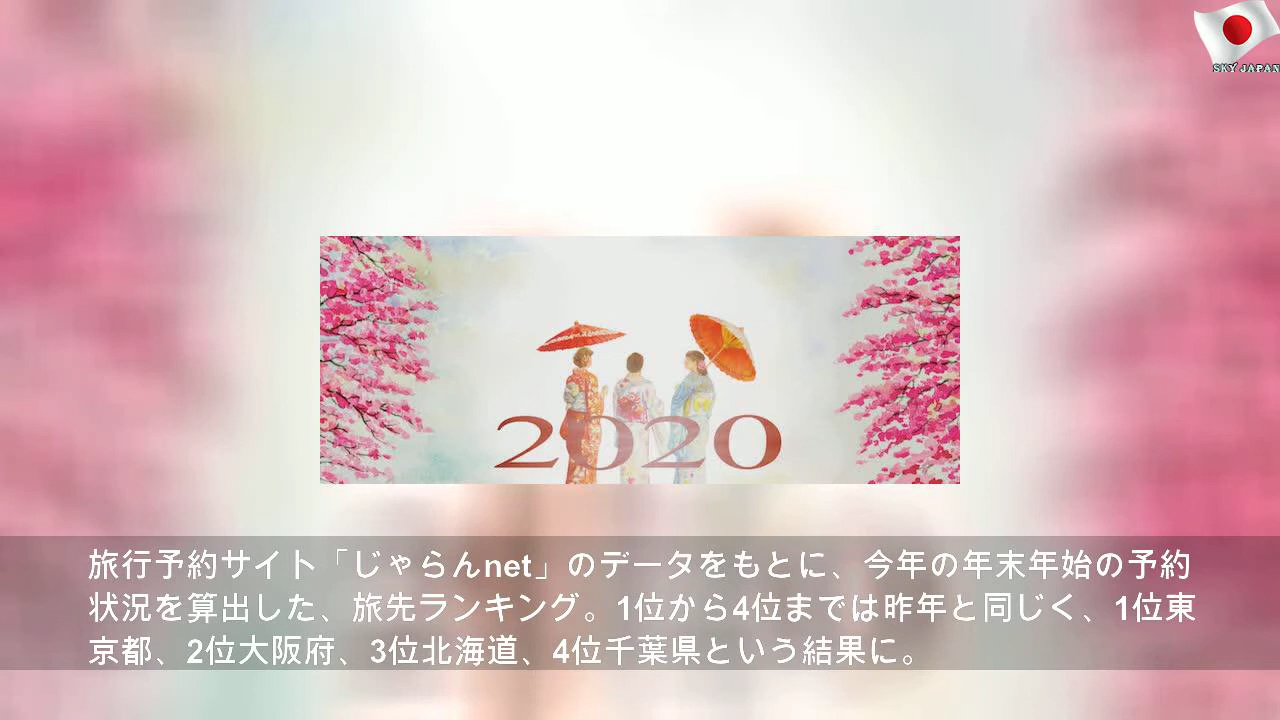 SKY JAPAN
2020
旅行予約サイト「じゃらんnet」のデータをもとに、今年の年末年始の予約
状況を算出した、旅先ランキング。1位から4位までは昨年と同じく、1位東
京都、2位大阪府、3位北海道、4位千葉県という結果に。